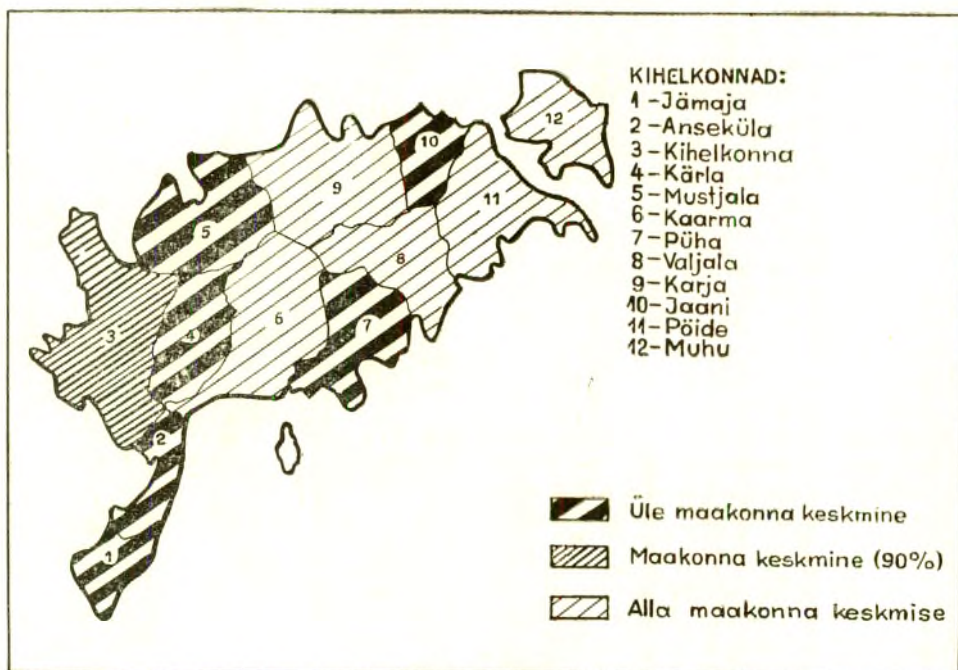 KIHELKONNAD:
1-Jämaja
2-Anseküla
3-Kihelkonna
4-Kärla
5-Mustjala
6-Kaarma
7-Püha
8-Valjala
9-Karja
10-Jaani
11-Pöide
12-Muhu
12
10
9
11
5
8
3
4
6
7
2
1
Üle maakonna keskmine
Maakonna keskmine (90%)
Alla maakonna keskmise